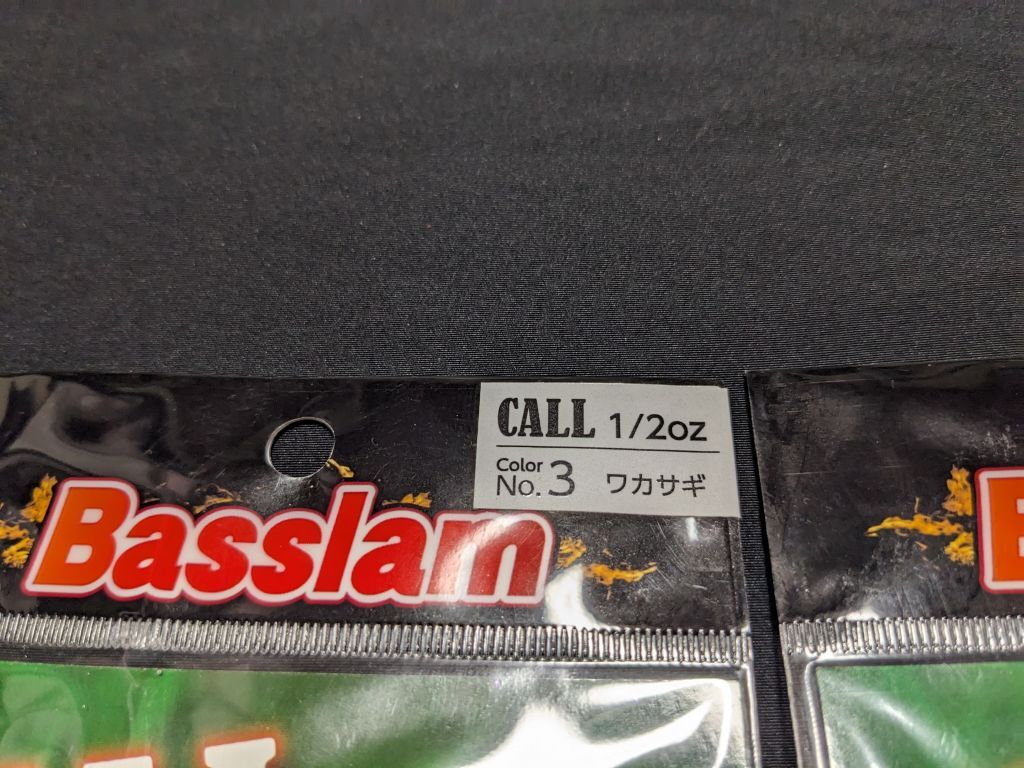 CALL 1/2oz
Color
No. 3 ワカサギ
Basslam